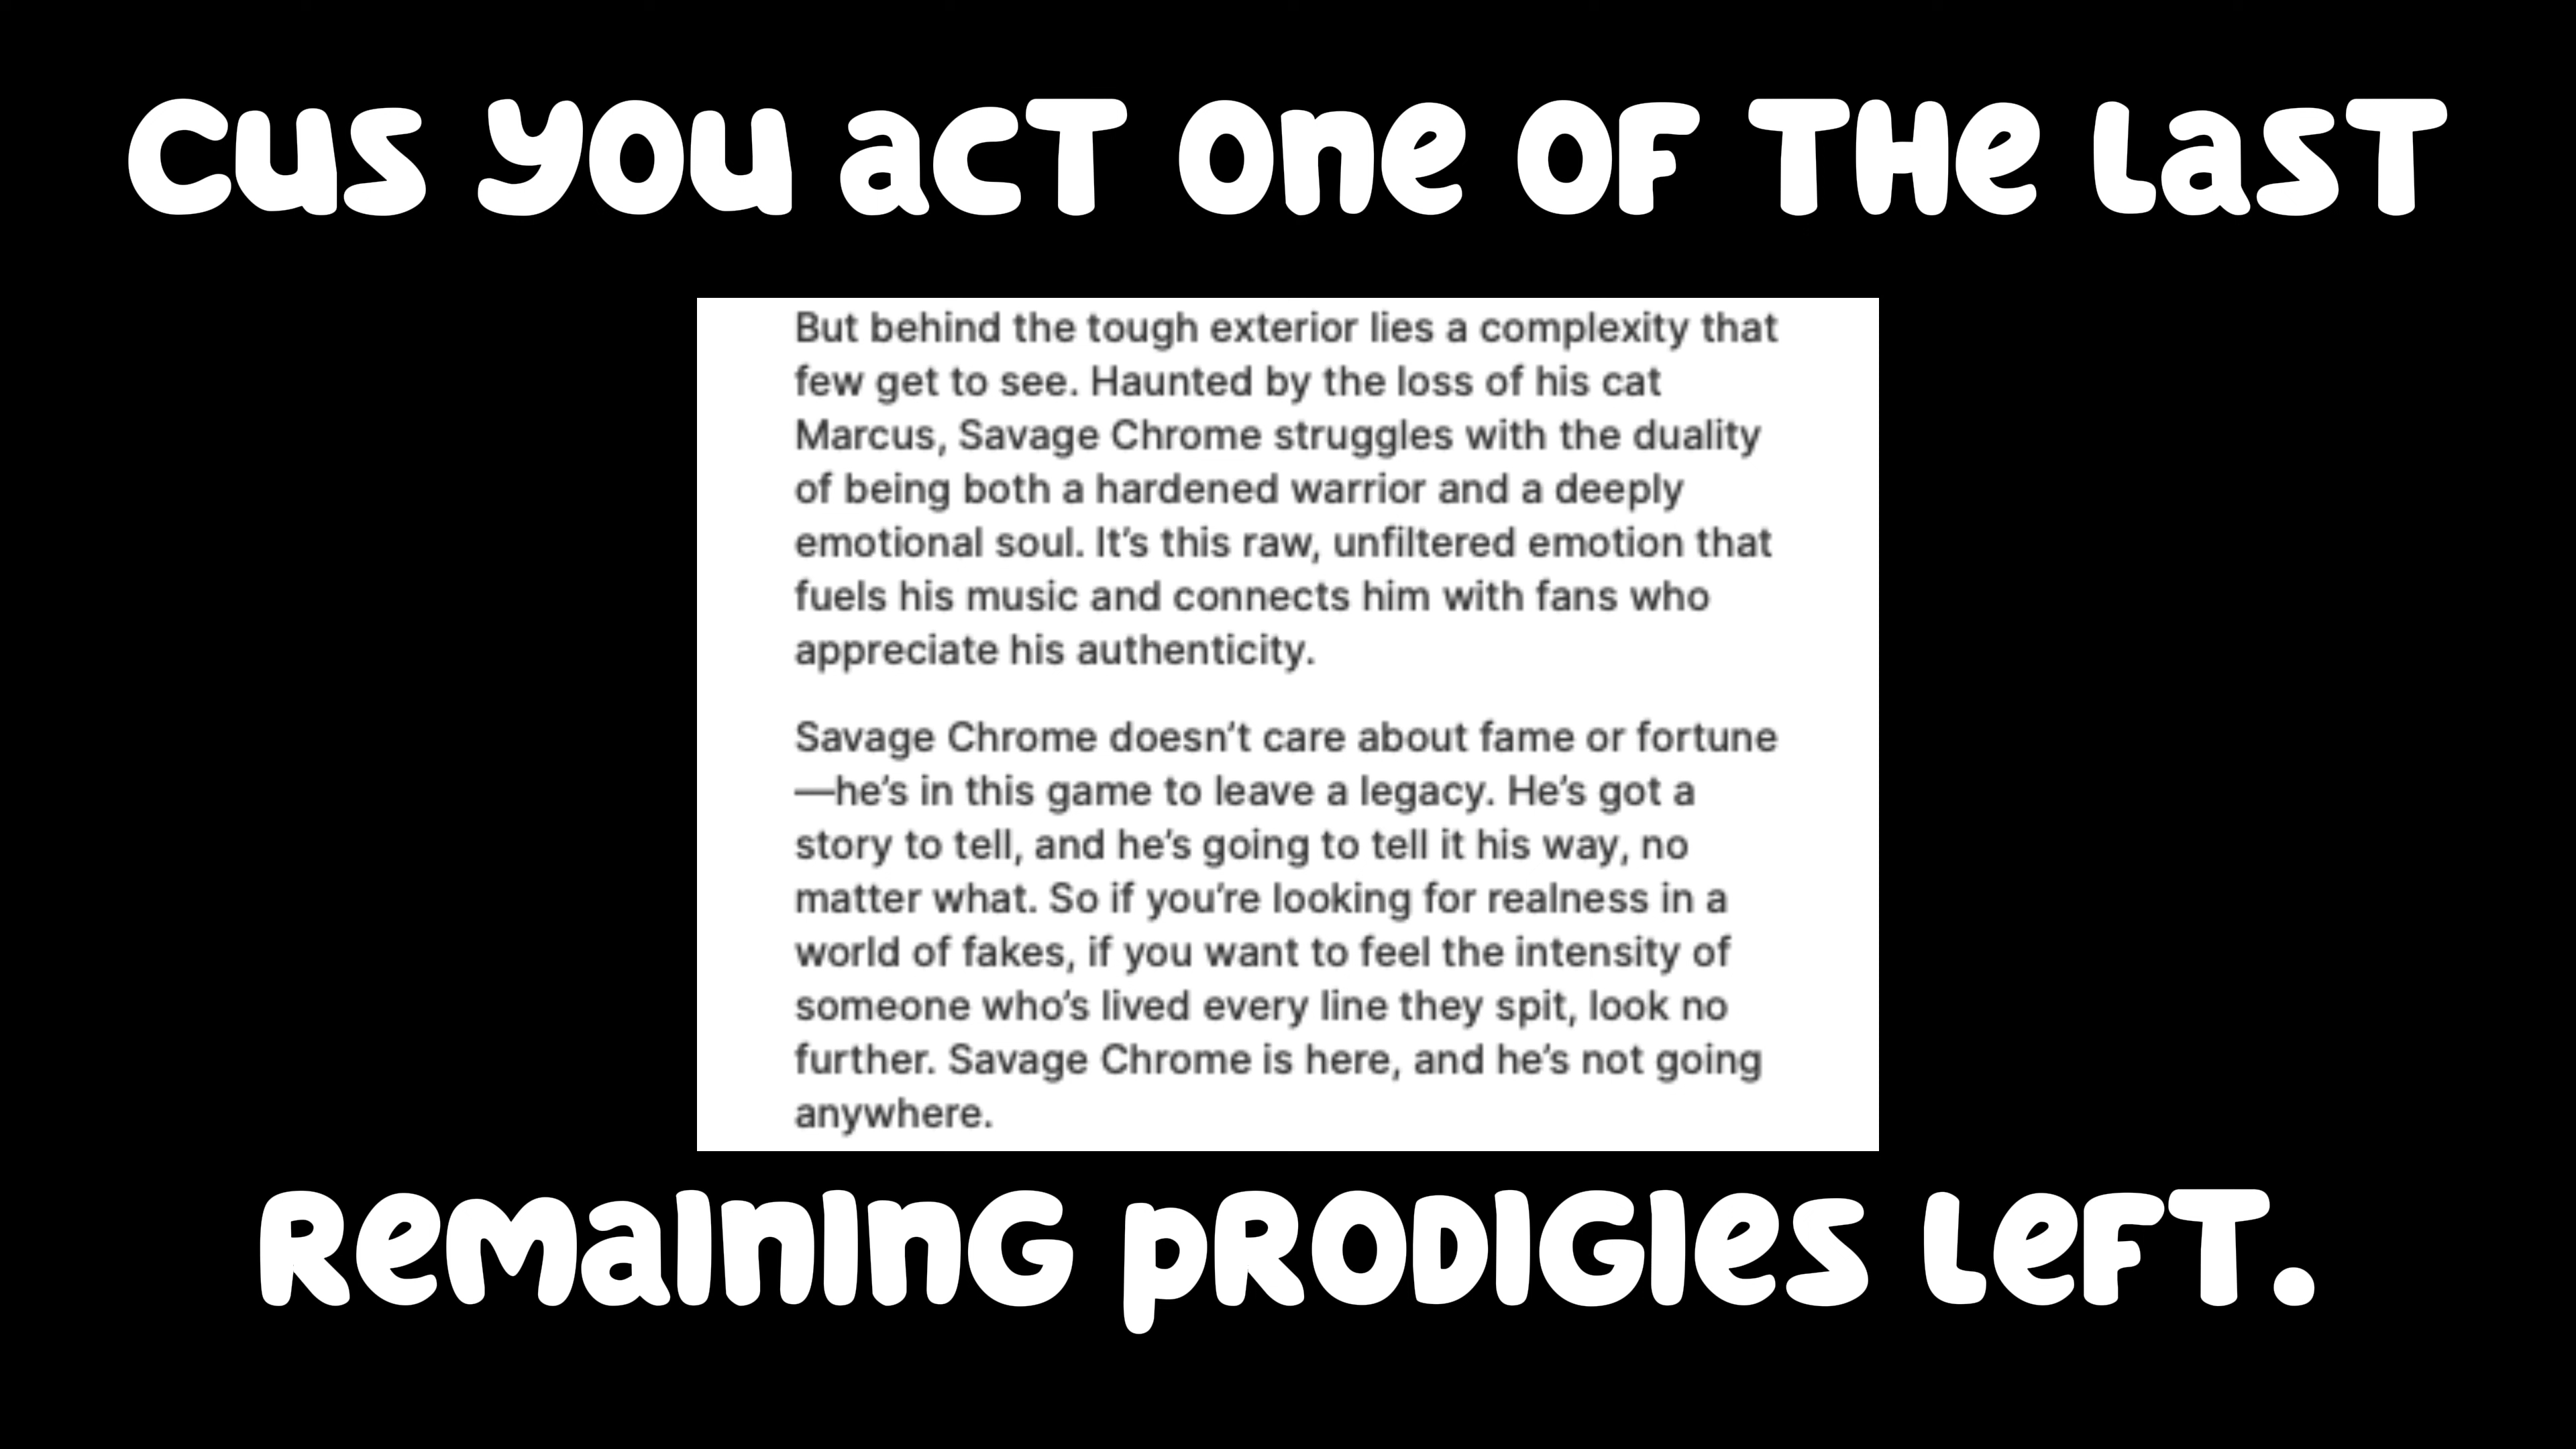 cus you act one of the last
But behind the tough exterior lies a complexity that
few get to see. Haunted by the loss of his cat
Marcus, Savage Chrome struggles with the duality
of being both a hardened warrior and a deeply
emotional soul. It’s this raw, unfiltered emotion that
fuels his music and connects him with fans who
appreciate his authenticity.
Savage Chrome doesn’t care about fame or fortune
—he’s in this game to leave a legacy. He’s got a
story to tell, and he’s going to tell it his way, no
matter what. So if you’re looking for realness in a
world of fakes, if you want to feel the intensity of
someone who’s lived every line they spit, look no
further. Savage Chrome is here, and he’s not going
anywhere.
remaining prodigies left.